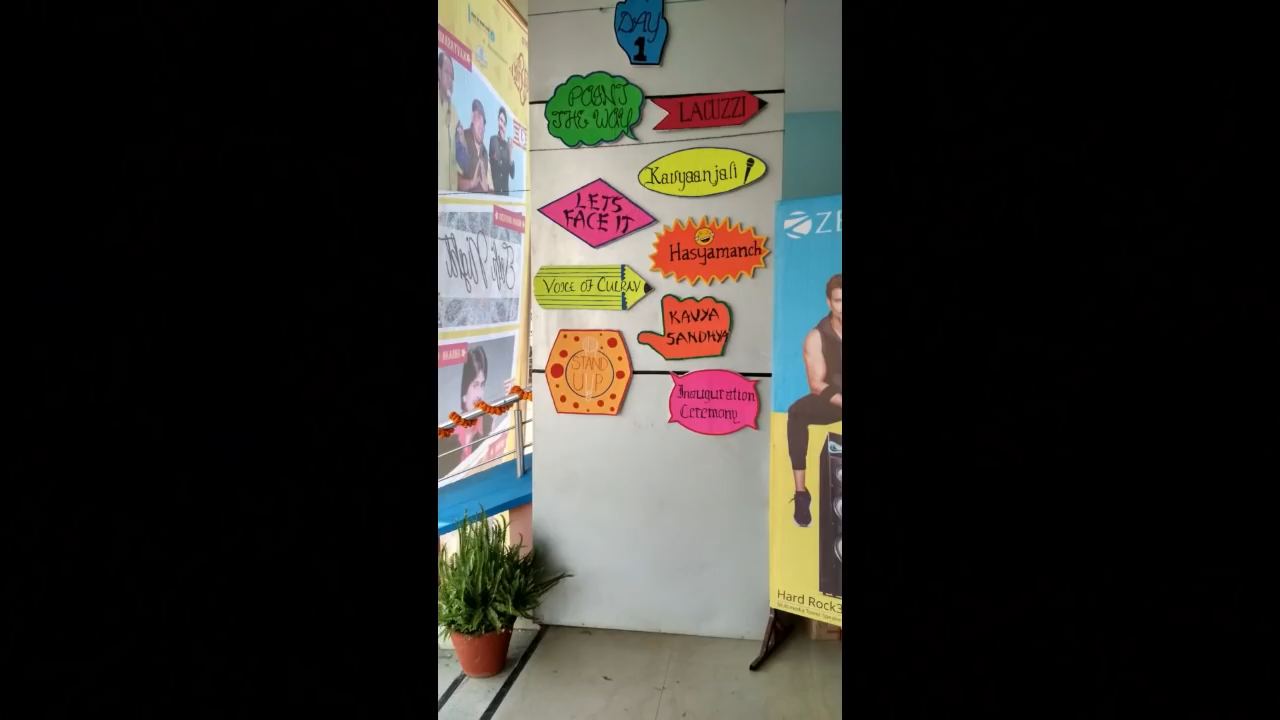 DAY
1
POINT
THE WAY
LACUZZI
Kavyaanjali
LETS
FACE IT
Hasyamanch
VOICE OF CULRAV
KAVYA
SANDHYA
STAND
UP
Inauguration
Ceremony
ZE
Hard Rock3